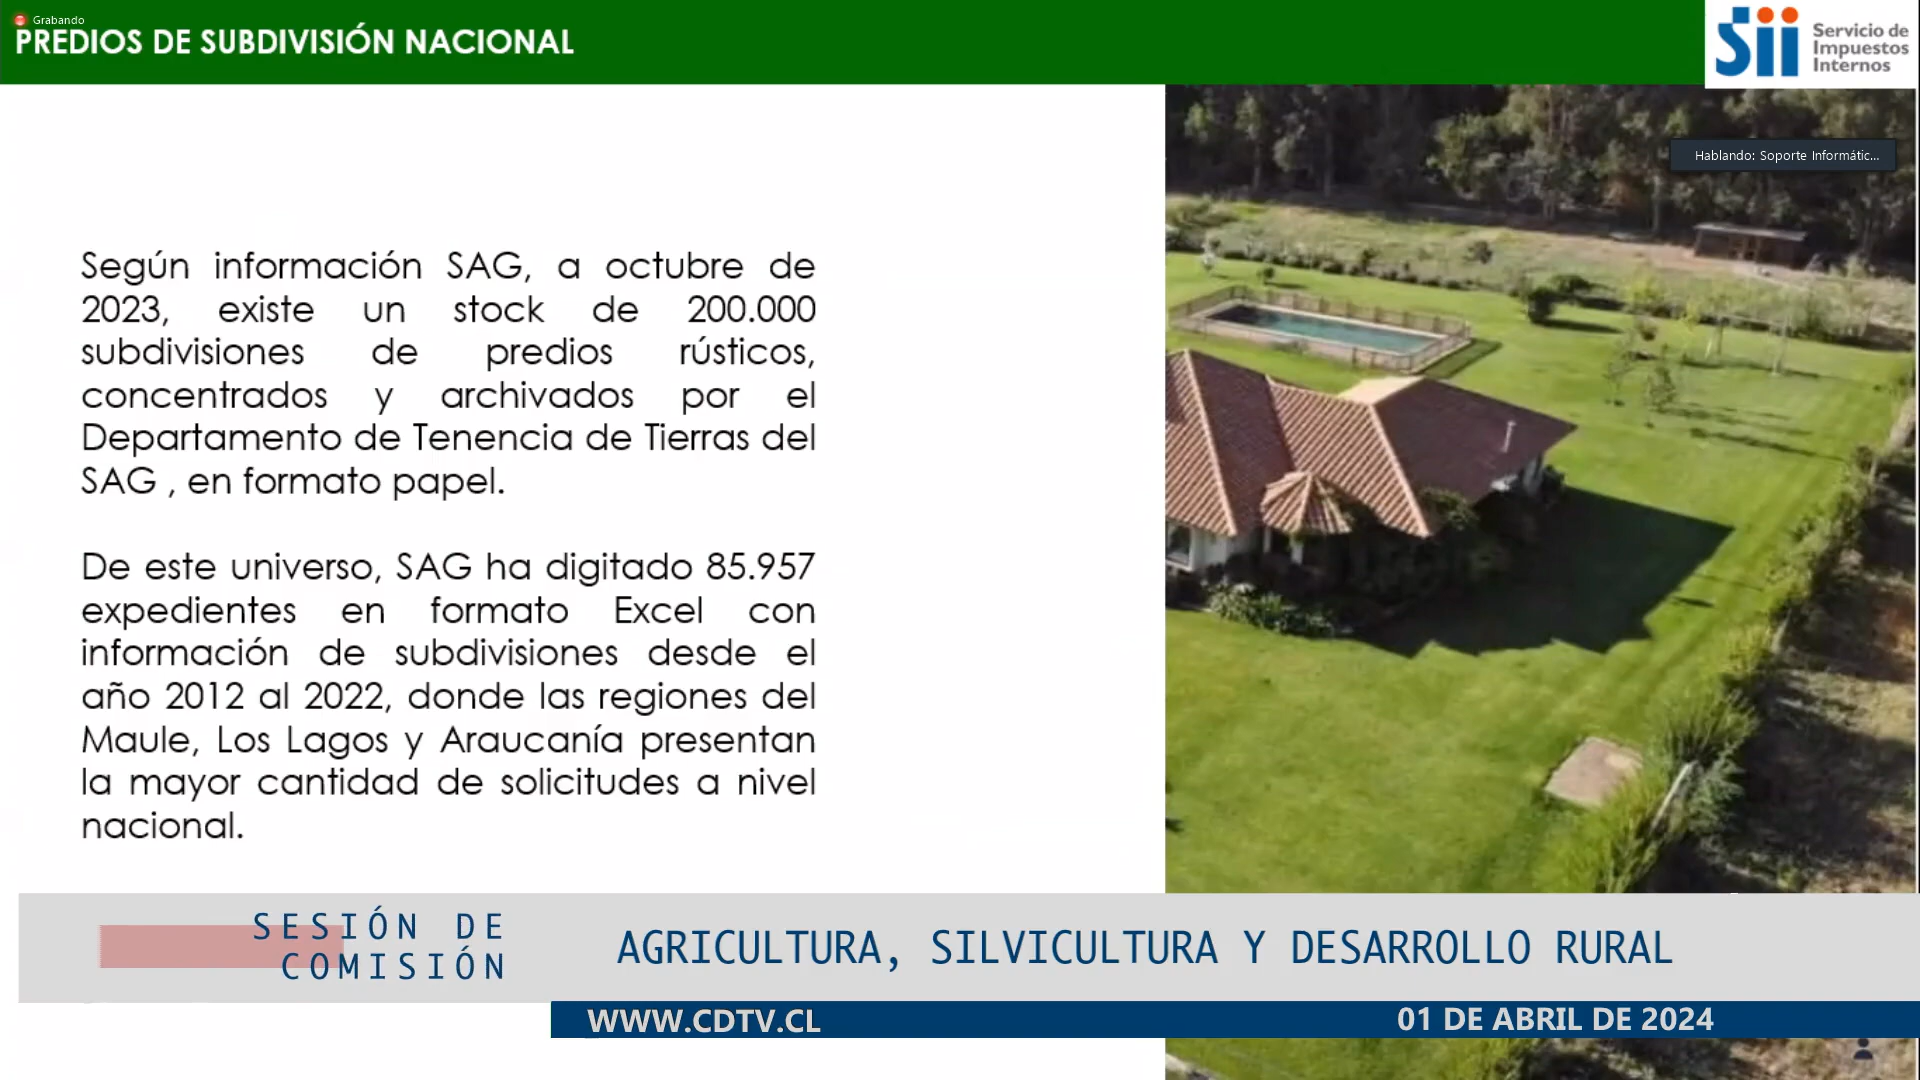 Grabando
PREDIOS DE SUBDIVISIÓN NACIONAL
Sii Servicio de
Impuestos
Internos
Hablando: Soporte Informátic...
Según información SAG, a octubre de
2023, existe un stock de 200.000
subdivisiones de predios rústicos,
concentrados y archivados por el
Departamento de Tenencia de Tierras del
SAG , en formato papel.
De este universo, SAG ha digitado 85.957
expedientes en formato Excel con
información de subdivisiones desde el
año 2012 al 2022, donde las regiones del
Maule, Los Lagos y Araucanía presentan
la mayor cantidad de solicitudes a nivel
nacional.
SESIÓN DE
COMISIÓN
AGRICULTURA, SILVICULTURA Y DESARROLLO RURAL
WWW.CDTV.CL
01 DE ABRIL DE 2024